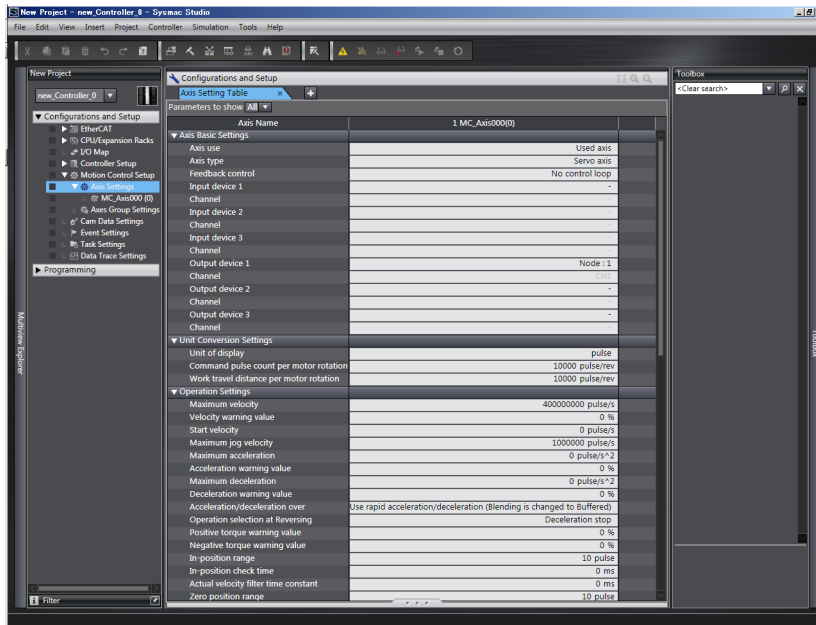 New Project - new_Controller_0 - Sysmac Studio
File Edit View Insert Project Controller Simulation Tools Help
New Project
new_Controller_0
Configurations and Setup
EtherCAT
CPU/Expansion Racks
I/O Map
Controller Setup
Motion Control Setup
Axis Settings
MC_Axis000 (0)
Axes Group Settings
Cam Data Settings
Event Settings
Task Settings
Data Trace Settings
Programming
Filter
Multiview Explorer
Configurations and Setup
Axis Setting Table
Parameters to show All
Axis Name 1 MC_Axis000(0)
Axis Basic Settings
Axis use Used axis
Axis type Servo axis
Feedback control No control loop
Input device 1 -
Channel -
Input device 2 -
Channel -
Input device 3 -
Channel -
Output device 1 Node : 1
Channel CH1
Output device 2 -
Channel -
Output device 3 -
Channel -
Unit Conversion Settings
Unit of display pulse
Command pulse count per motor rotation 10000 pulse/rev
Work travel distance per motor rotation 10000 pulse/rev
Operation Settings
Maximum velocity 400000000 pulse/s
Velocity warning value 0 %
Start velocity 0 pulse/s
Maximum jog velocity 1000000 pulse/s
Maximum acceleration 0 pulse/s^2
Acceleration warning value 0 %
Maximum deceleration 0 pulse/s^2
Deceleration warning value 0 %
Acceleration/deceleration over Use rapid acceleration/deceleration (Blending is changed to Buffered)
Operation selection at Reversing Deceleration stop
Positive torque warning value 0 %
Negative torque warning value 0 %
In-position range 10 pulse
In-position check time 0 ms
Actual velocity filter time constant 0 ms
Zero position range 10 pulse
Toolbox
<Clear search>
Toolbox